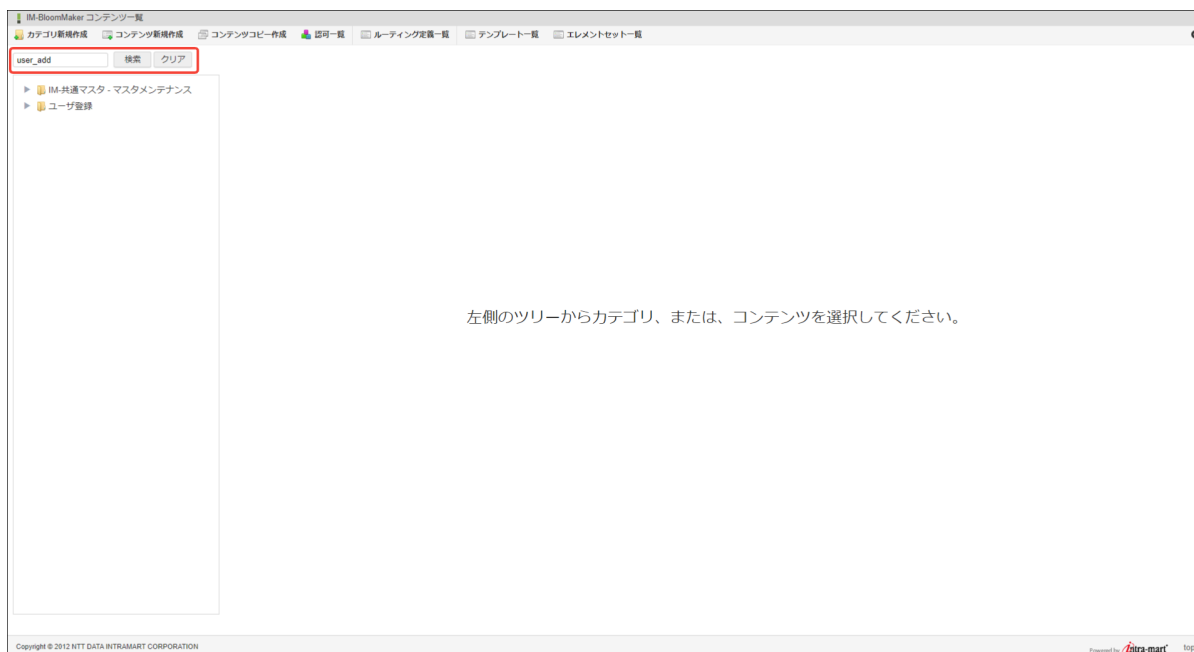 IM-BloomMaker コンテンツ一覧
カテゴリ新規作成 コンテンツ新規作成 コンテンツコピー作成 認可一覧 ルーティング定義一覧 テンプレート一覧 エレメントセット一覧
user_add 検索 クリア
IM-共通マスタ - マスタメンテナンス
ユーザ登録
左側のツリーからカテゴリ、または、コンテンツを選択してください。
Copyright © 2012 NTT DATA INTRAMART CORPORATION
Powered by intra-mart top